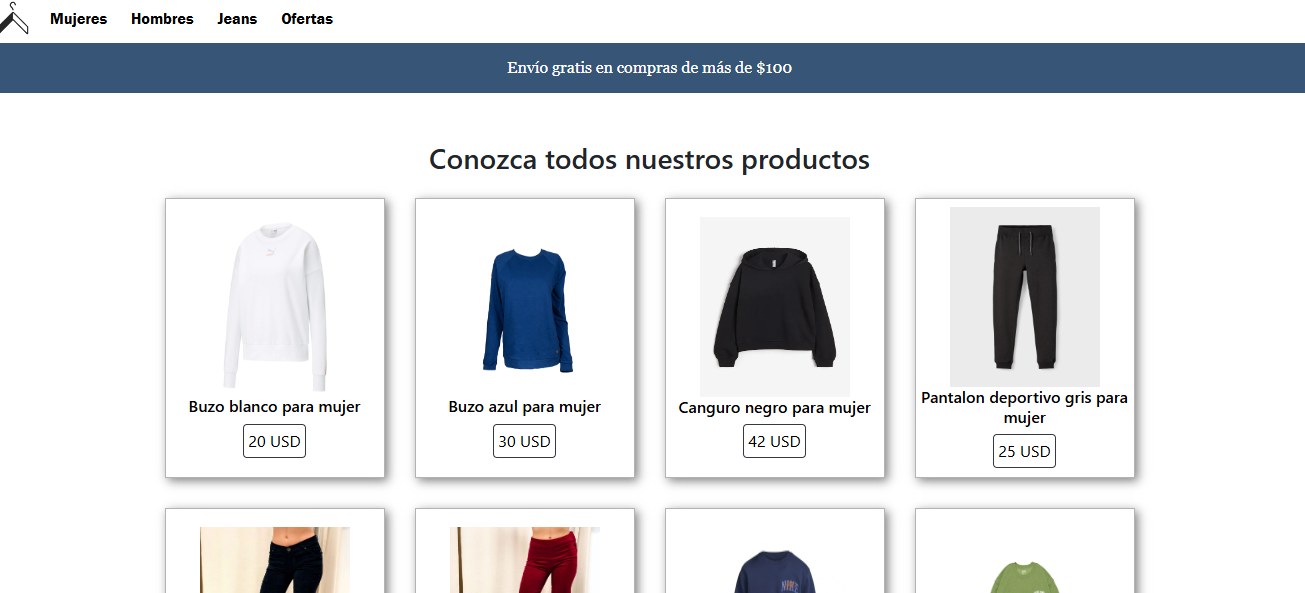 Mujeres Hombres Jeans Ofertas
Envío gratis en compras de más de $100
Conozca todos nuestros productos
Buzo blanco para mujer
20 USD
Buzo azul para mujer
30 USD
Canguro negro para mujer
42 USD
Pantalon deportivo gris para
mujer
25 USD